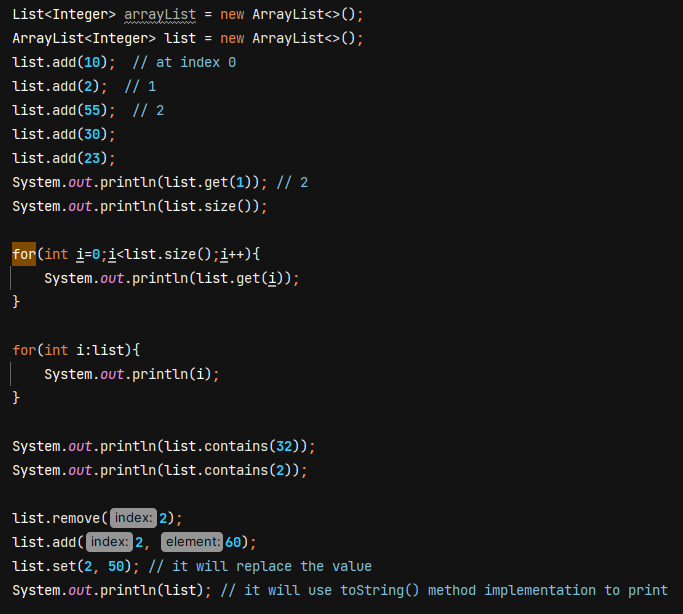 List<Integer> arrayList = new ArrayList<>();
ArrayList<Integer> list = new ArrayList<>();
list.add(10);  // at index 0
list.add(2);  // 1
list.add(55);  // 2
list.add(30);
list.add(23);
System.out.println(list.get(1)); // 2
System.out.println(list.size());

for(int i=0;i<list.size();i++){
    System.out.println(list.get(i));
}

for(int i:list){
    System.out.println(i);
}

System.out.println(list.contains(32));
System.out.println(list.contains(2));

list.remove( index: 2);
list.add( index: 2, element: 60);
list.set(2, 50); // it will replace the value
System.out.println(list); // it will use toString() method implementation to print